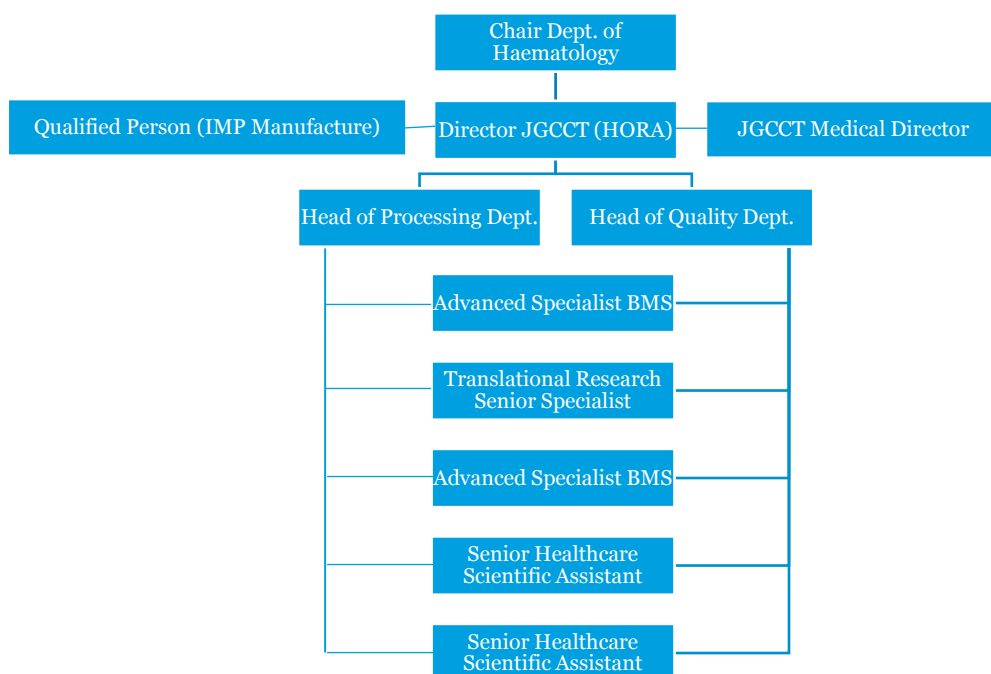 Chair Dept. of
Haematology
Qualified Person (IMP Manufacture)
Director JGCCT (HORA)
JGCCT Medical Director
Head of Processing Dept.
Head of Quality Dept.
Advanced Specialist BMS
Translational Research
Senior Specialist
Advanced Specialist BMS
Senior Healthcare
Scientific Assistant
Senior Healthcare
Scientific Assistant